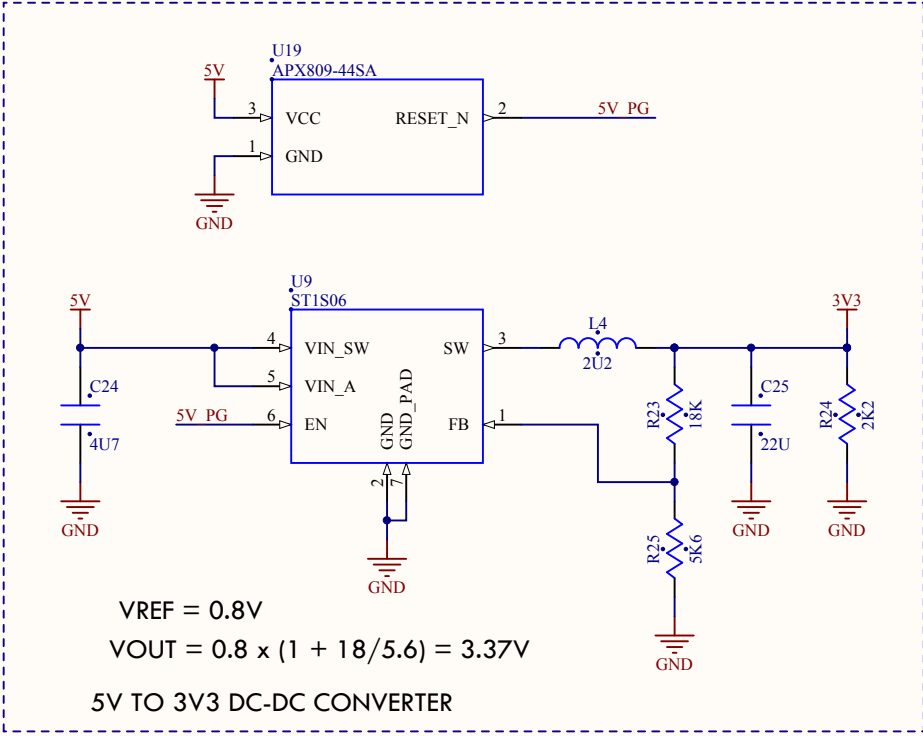 U19
APX809-44SA
5V
3 VCC RESET_N 2 5V_PG
1 GND
GND
U9
ST1S06
5V
3V3
4 VIN_SW SW 3
L4
2U2
5 VIN_A
C24
4U7
5V_PG 6 EN FB 1
GND
GND_PAD
2
7
R23
18K
C25
22U
R24
2K2
GND
GND
GND
R25
5K6
GND
GND
VREF = 0.8V
VOUT = 0.8 x (1 + 18/5.6) = 3.37V
5V TO 3V3 DC-DC CONVERTER